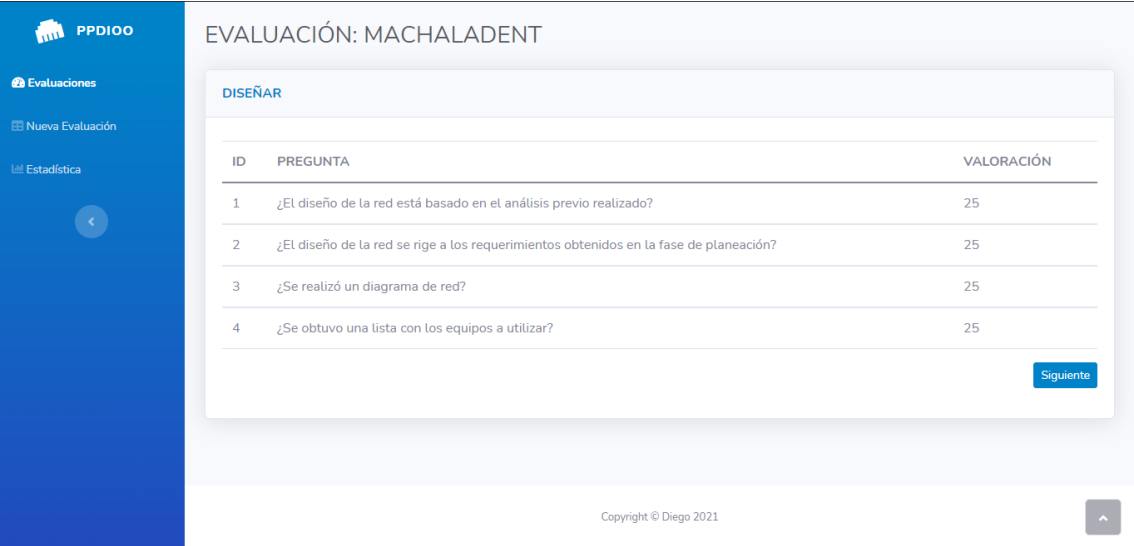 PPDIOO
Evaluaciones
Nueva Evaluación
Estadística
EVALUACIÓN: MACHALADENT
DISEÑAR
ID PREGUNTA VALORACIÓN
1 ¿El diseño de la red está basado en el análisis previo realizado? 25
2 ¿El diseño de la red se rige a los requerimientos obtenidos en la fase de planeación? 25
3 ¿Se realizó un diagrama de red? 25
4 ¿Se obtuvo una lista con los equipos a utilizar? 25
Siguiente
Copyright © Diego 2021